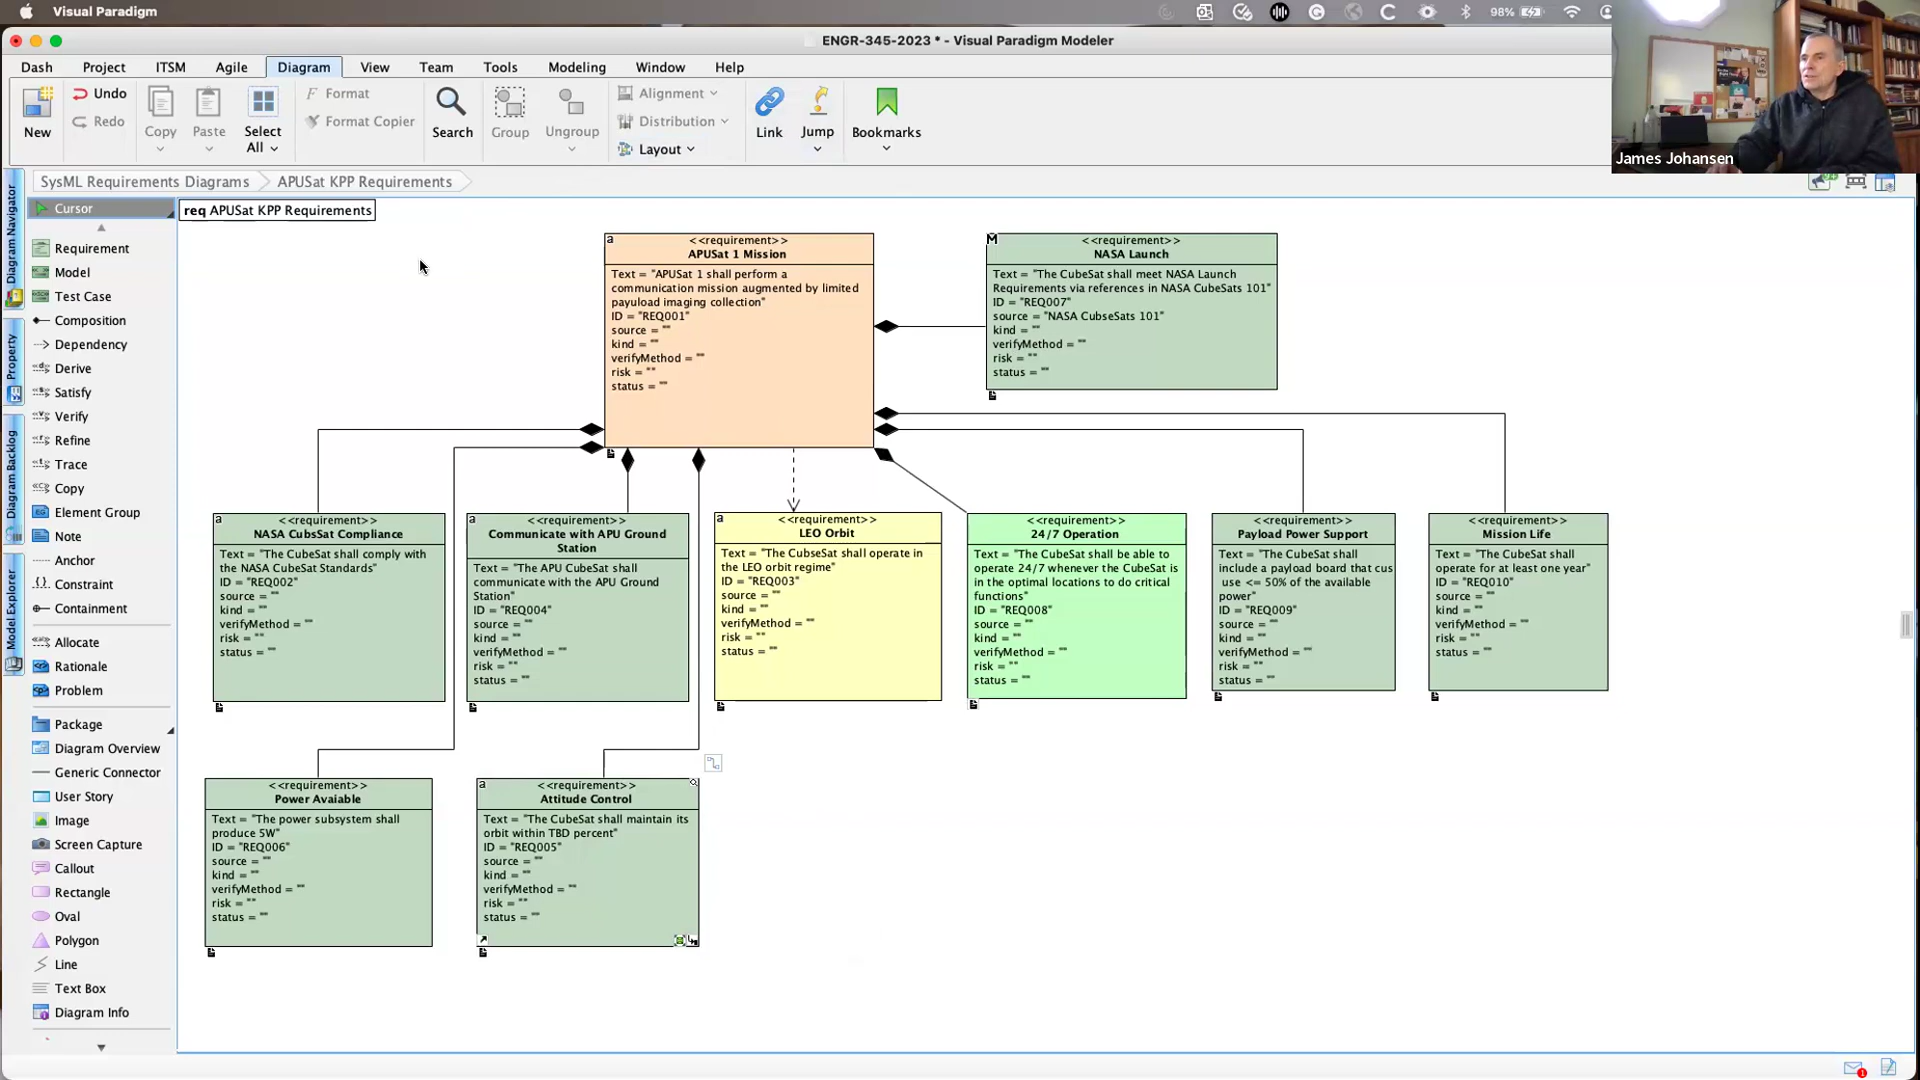 Visual Paradigm
98%
ENGR-345-2023 * - Visual Paradigm Modeler
Dash
Project
ITSM
Agile
Diagram
View
Team
Tools
Modeling
Window
Help
New
Undo
Redo
Copy
Paste
Select
All
Format
Format Copier
Search
Group
Ungroup
Alignment
Distribution
Layout
Link
Jump
Bookmarks
James Johansen
SysML Requirements Diagrams
APUSat KPP Requirements
Diagram Navigator
Property
Diagram Backlog
Model Explorer
Cursor
Requirement
Model
Test Case
Composition
Dependency
Derive
Satisfy
Verify
Refine
Trace
Copy
Element Group
Note
Anchor
Constraint
Containment
Allocate
Rationale
Problem
Package
Diagram Overview
Generic Connector
User Story
Image
Screen Capture
Callout
Rectangle
Oval
Polygon
Line
Text Box
Diagram Info
req APUSat KPP Requirements
a
<<requirement>>
APUSat 1 Mission
Text = "APUSat 1 shall perform a
communication mission augmented by limited
payuload imaging collection"
ID = "REQ001"
source = ""
kind = ""
verifyMethod = ""
risk = ""
status = ""
M
<<requirement>>
NASA Launch
Text = "The CubeSat shall meet NASA Launch
Requirements via references in NASA CubeSats 101"
ID = "REQ007"
source = "NASA CubseSats 101"
kind = ""
verifyMethod = ""
risk = ""
status = ""
a
<<requirement>>
NASA CubsSat Compliance
Text = "The CubeSat shall comply with
the NASA CubeSat Standards"
ID = "REQ002"
source = ""
kind = ""
verifyMethod = ""
risk = ""
status = ""
a
<<requirement>>
Communicate with APU Ground
Station
Text = "The APU CubeSat shall
communicate with the APU Ground
Station"
ID = "REQ004"
source = ""
kind = ""
verifyMethod = ""
risk = ""
status = ""
a
<<requirement>>
LEO Orbit
Text = "The CubseSat shall operate in
the LEO orbit regime"
ID = "REQ003"
source = ""
kind = ""
verifyMethod = ""
risk = ""
status = ""
<<requirement>>
24/7 Operation
Text = "The CubeSat shall be able to
operate 24/7 whenever the CubeSat is
in the optimal locations to do critical
functions"
ID = "REQ008"
source = ""
kind = ""
verifyMethod = ""
risk = ""
status = ""
<<requirement>>
Payload Power Support
Text = "The CubeSat shall
include a payload board that cus
use <= 50% of the available
power"
ID = "REQ009"
source = ""
kind = ""
verifyMethod = ""
risk = ""
status = ""
<<requirement>>
Mission Life
Text = "The CubeSat shall
operate for at least one year"
ID = "REQ010"
source = ""
kind = ""
verifyMethod = ""
risk = ""
status = ""
<<requirement>>
Power Avaiable
Text = "The power subsystem shall
produce 5W"
ID = "REQ006"
source = ""
kind = ""
verifyMethod = ""
risk = ""
status = ""
a
<<requirement>>
Attitude Control
Text = "The CubeSat shall maintain its
orbit within TBD percent"
ID = "REQ005"
source = ""
kind = ""
verifyMethod = ""
risk = ""
status = ""